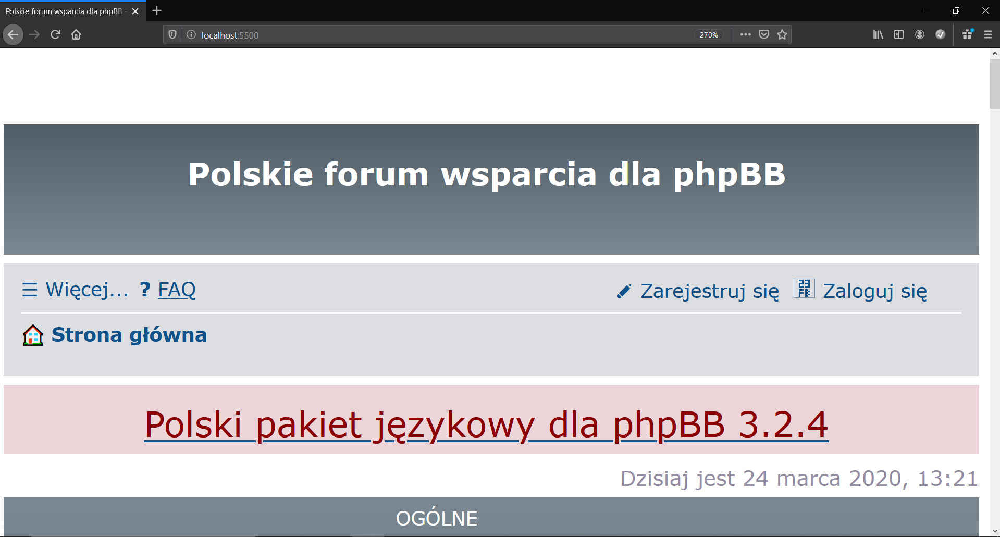 Polskie forum wsparcia dla phpBB -
localhost:5500
270%
Polskie forum wsparcia dla phpBB
☰ Więcej... ? FAQ
Zarejestruj się
23FB Zaloguj się
Strona główna
Polski pakiet językowy dla phpBB 3.2.4
Dzisiaj jest 24 marca 2020, 13:21
OGÓLNE